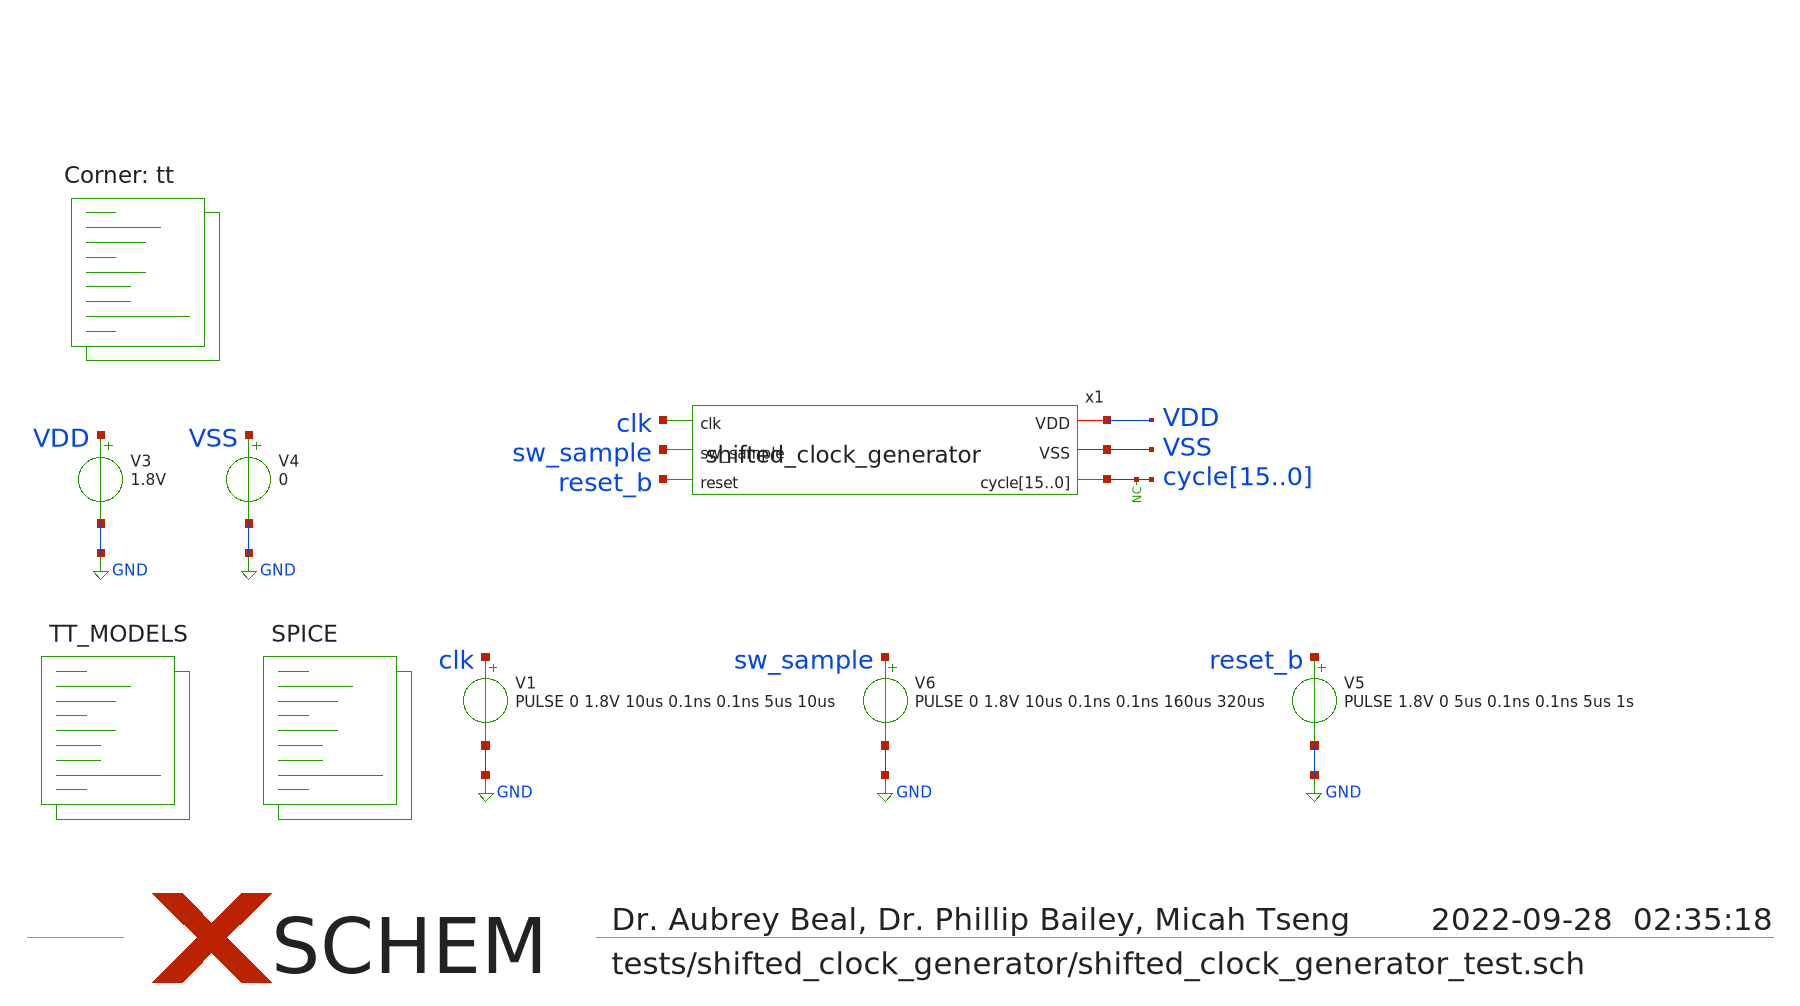 Corner: tt
x1
clk
sw_sample
reset_b
clk
sw_sample
reset
shifted_clock_generator
VDD
VSS
cycle[15..0]
VDD
VSS
cycle[15..0]
NC
VDD
+
V3
1.8V
GND
VSS
+
V4
0
GND
TT_MODELS
SPICE
clk
+
V1
PULSE 0 1.8V 10us 0.1ns 0.1ns 5us 10us
GND
sw_sample
+
V6
PULSE 0 1.8V 10us 0.1ns 0.1ns 160us 320us
GND
reset_b
+
V5
PULSE 1.8V 0 5us 0.1ns 0.1ns 5us 1s
GND
XSCHEM
Dr. Aubrey Beal, Dr. Phillip Bailey, Micah Tseng 2022-09-28 02:35:18
tests/shifted_clock_generator/shifted_clock_generator_test.sch